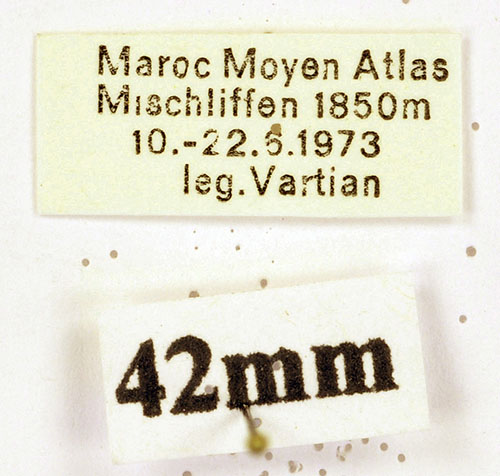 Maroc Moyen Atlas
Mischliffen 1850m
10.-22.6.1973
leg.Vartian
42mm